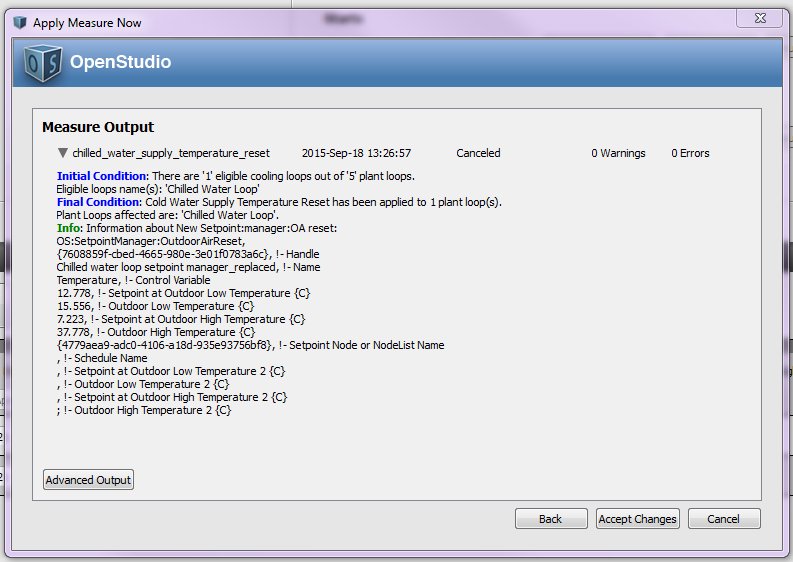 Apply Measure Now
OS OpenStudio
Measure Output
chilled_water_supply_temperature_reset 2015-Sep-18 13:26:57 Canceled 0 Warnings 0 Errors
Initial Condition: There are '1' eligible cooling loops out of '5' plant loops.
Eligible loops name(s): 'Chilled Water Loop'
Final Condition: Cold Water Supply Temperature Reset has been applied to 1 plant loop(s).
Plant Loops affected are: 'Chilled Water Loop'.
Info: Information about New Setpoint:manager:OA reset:
OS:SetpointManager:OutdoorAirReset,
{7608859f-cbed-4665-980e-3e01f0783a6c}, !- Handle
Chilled water loop setpoint manager_replaced, !- Name
Temperature, !- Control Variable
12.778, !- Setpoint at Outdoor Low Temperature {C}
15.556, !- Outdoor Low Temperature {C}
7.223, !- Setpoint at Outdoor High Temperature {C}
37.778, !- Outdoor High Temperature {C}
{4779aea9-adc0-4106-a18d-935e93756bf8}, !- Setpoint Node or NodeList Name
, !- Schedule Name
, !- Setpoint at Outdoor Low Temperature 2 {C}
, !- Outdoor Low Temperature 2 {C}
, !- Setpoint at Outdoor High Temperature 2 {C}
; !- Outdoor High Temperature 2 {C}
Advanced Output
Back Accept Changes Cancel